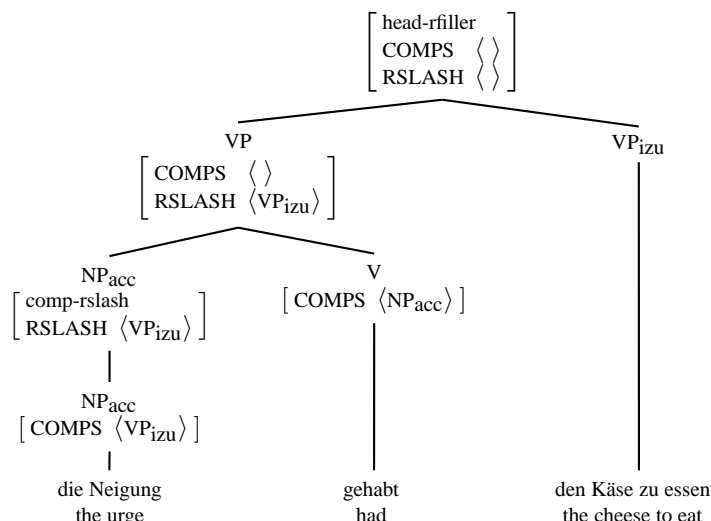 head-rfiller
COMPS ⟨ ⟩
RSLASH ⟨ ⟩
VP
COMPS ⟨ ⟩
RSLASH ⟨VPizu⟩
VPizu
NPacc
comp-rslash
RSLASH ⟨VPizu⟩
V
[ COMPS ⟨NPacc⟩ ]
NPacc
[ COMPS ⟨VPizu⟩ ]
die Neigung gehabt den Käse zu essen
the urge had the cheese to eat